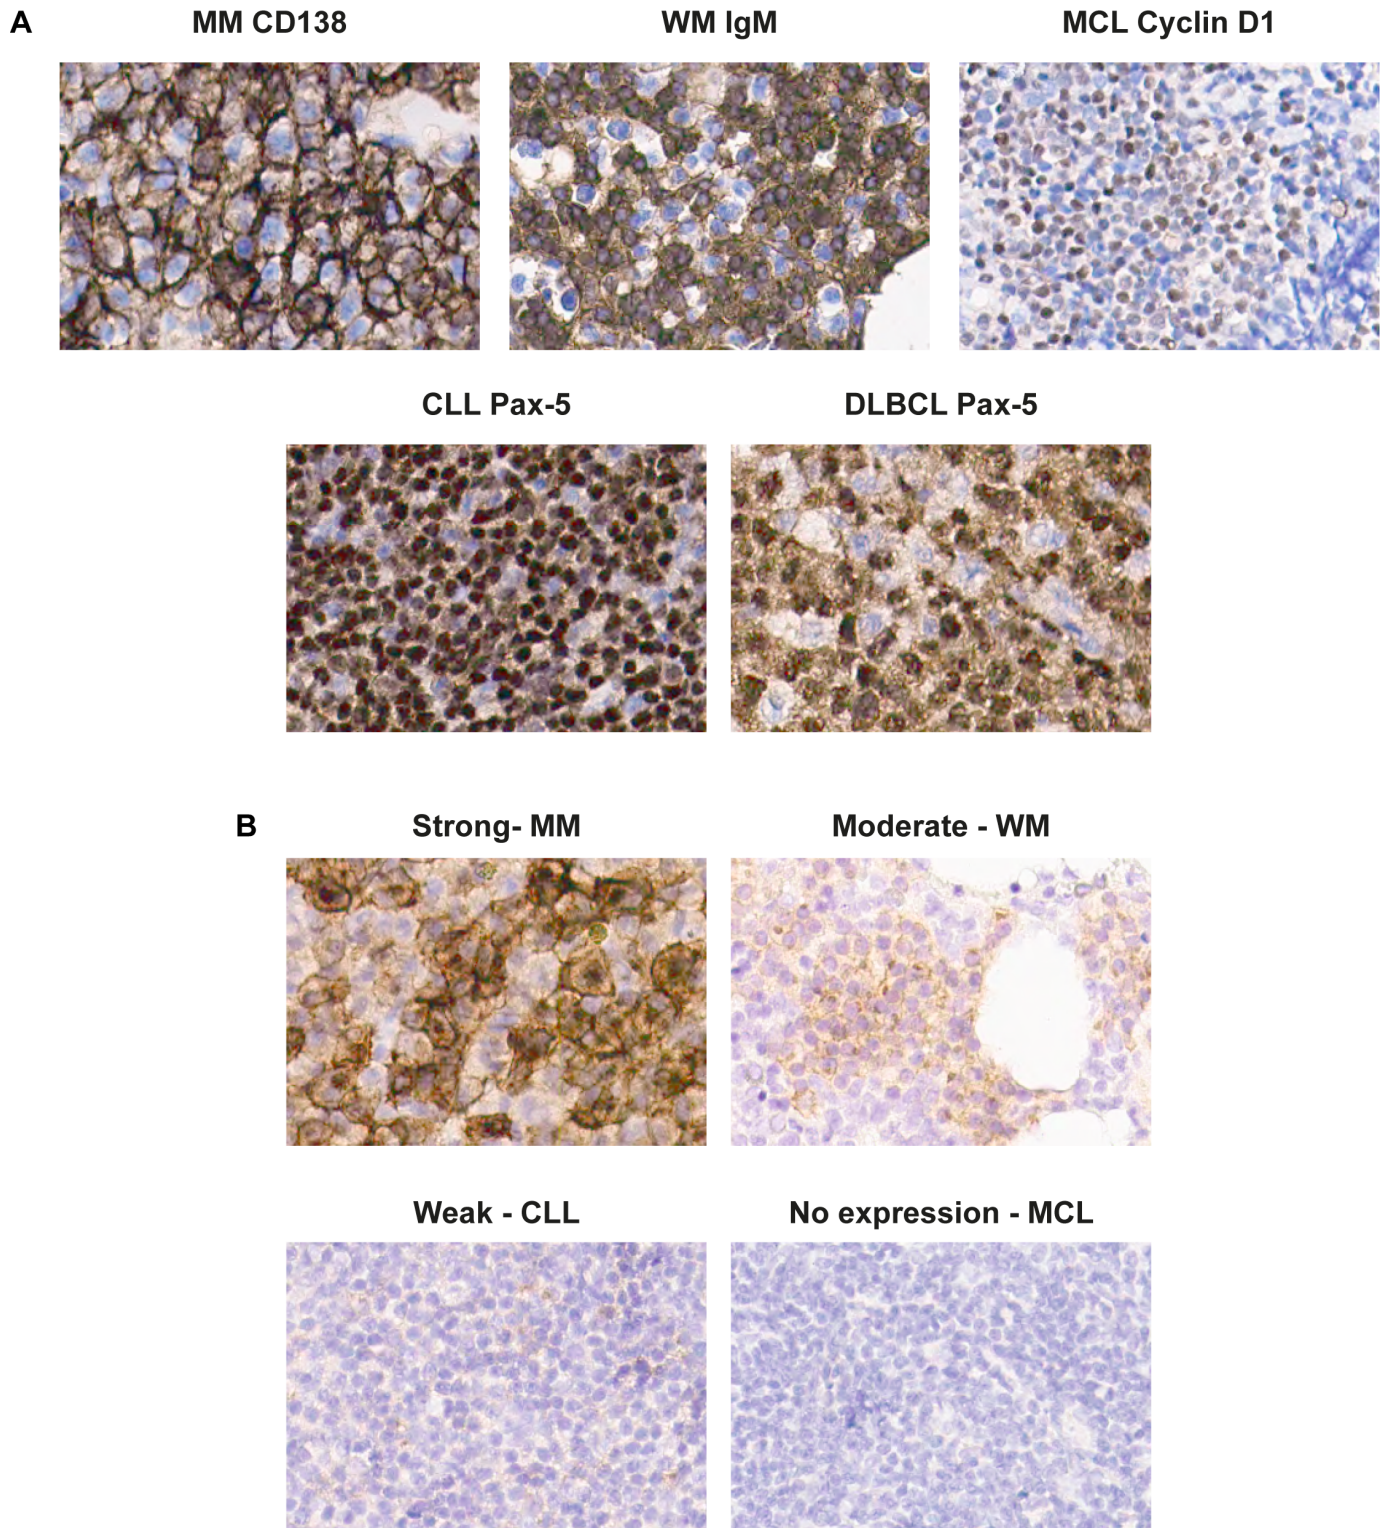 A
MM CD138
WM IgM
MCL Cyclin D1
CLL Pax-5
DLBCL Pax-5
B
Strong- MM
Moderate - WM
Weak - CLL
No expression - MCL